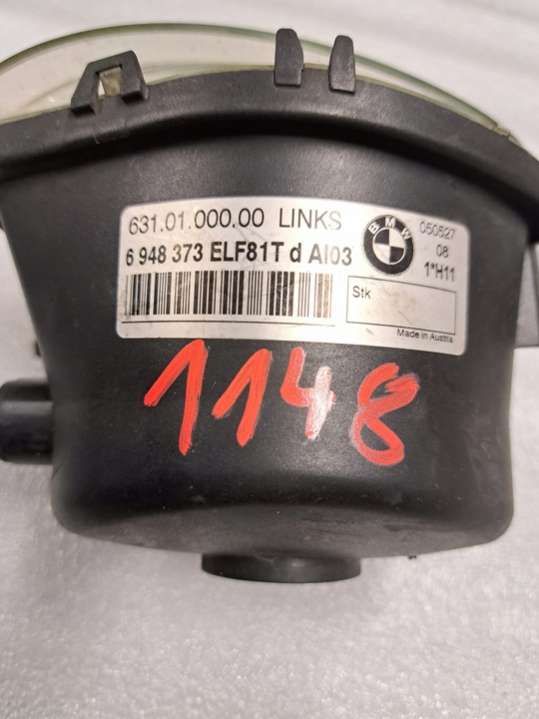 631.01.000.00 LINKS
6 948 373 ELF81T d AI03
BMW
050527
08
1*H11
Stk
Made in Austria
1148